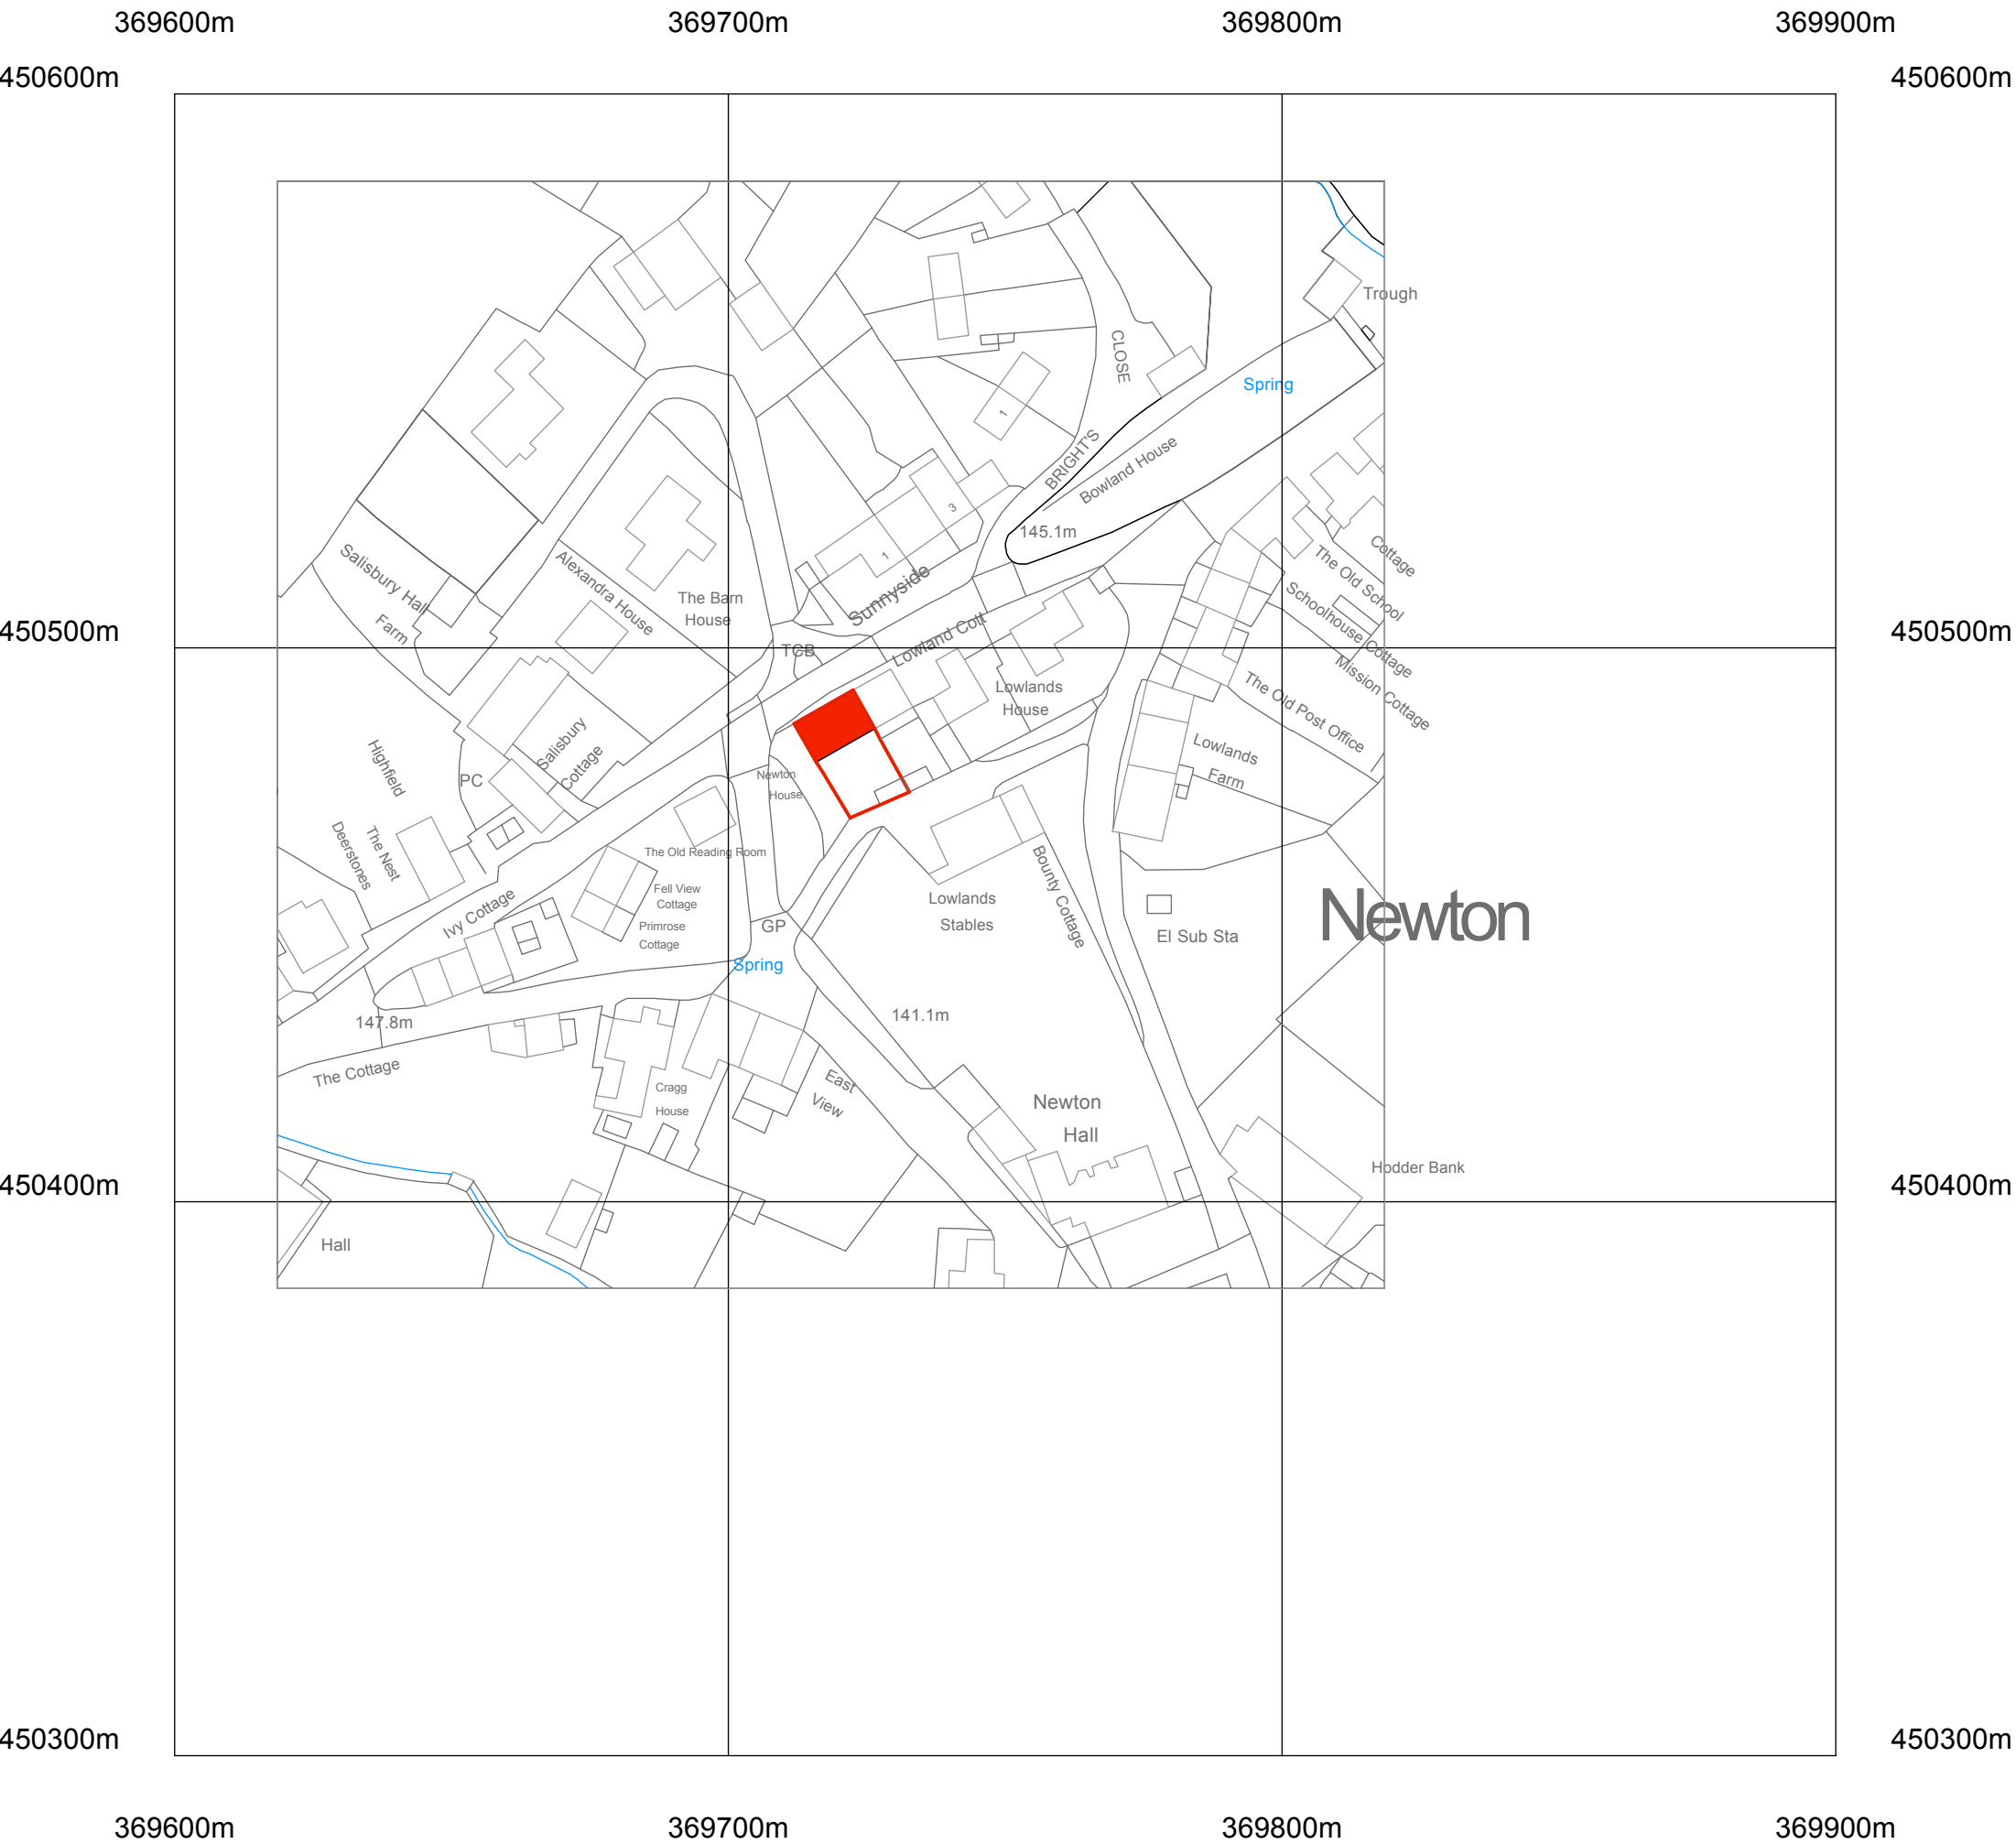 369600m
369700m
369800m
369900m
450600m
450600m
Trough
CLOSE
Spring
1
BRIGHT'S
Bowland House
3
145.1m
1
Salisbury Hall
Farm
Alexandra House
The Barn
House
Sunnyside
The Old School
Cottage
Schoolhouse Cottage
Mission Cottage
450500m
450500m
TCB
Lowland Cott
Lowlands
House
The Old Post Office
Highfield
PC
Salisbury
Cottage
Newton
House
Lowlands
Farm
Deerstones
The Nest
The Old Reading Room
Bounty Cottage
Ivy Cottage
Fell View
Cottage
Primrose
Cottage
GP
Lowlands
Stables
El Sub Sta
Newton
Spring
147.8m
141.1m
The Cottage
Cragg
House
East
View
Newton
Hall
Hodder Bank
450400m
450400m
Hall
450300m
450300m
369600m
369700m
369800m
369900m